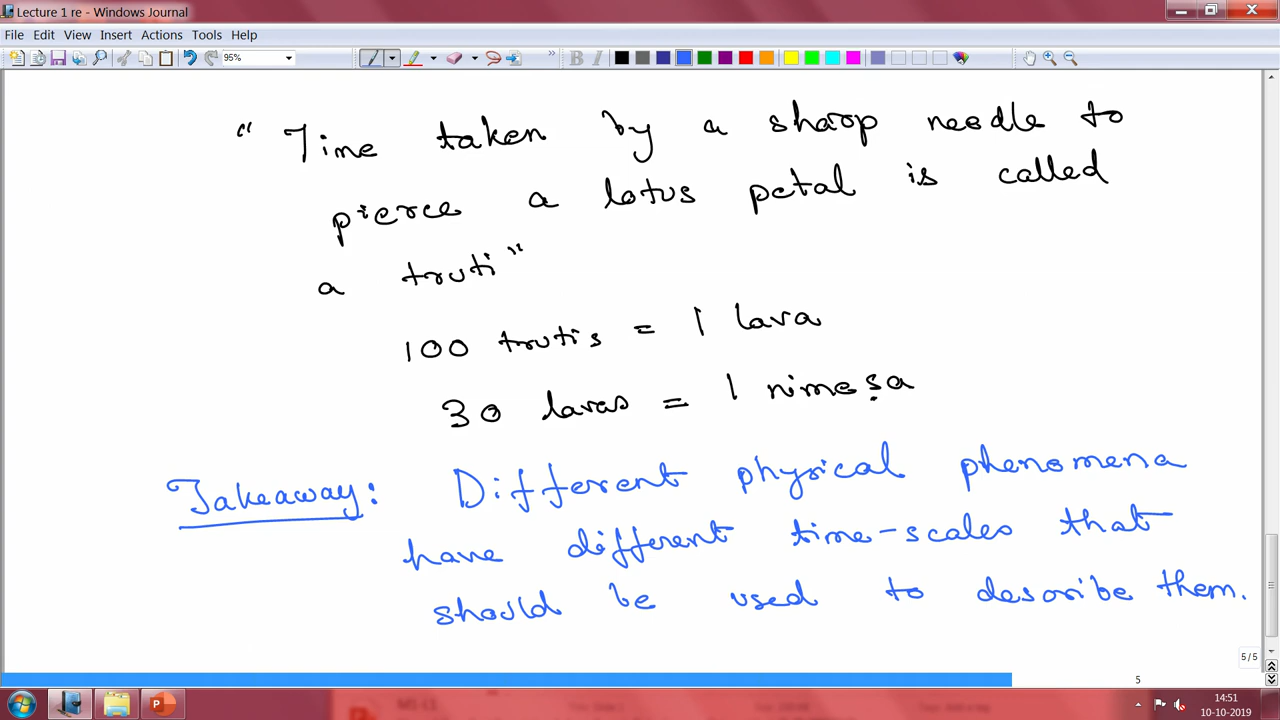 Lecture 1 re - Windows Journal
File Edit View Insert Actions Tools Help
95%
"Time taken by a sharp needle to
pierce a lotus petal is called
a truti"
100 trutis = 1 lava
30 lavas = 1 nimeṣa
Takeaway: Different physical phenomena
have different time-scales that
should be used to describe them.
5/5
5
14:51
10-10-2019